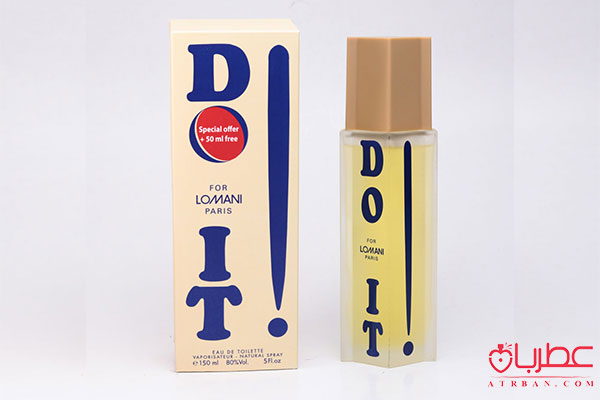 DO
IT!
Special offer
+ 50 ml free
FOR
LOMANI
PARIS
EAU DE TOILETTE
VAPORISATEUR - NATURAL SPRAY
e 150 ml 80%Vol. 5Fl.oz
DO
FOR
LOMANI
PARIS
IT!
عطربان
ATRBAN.COM